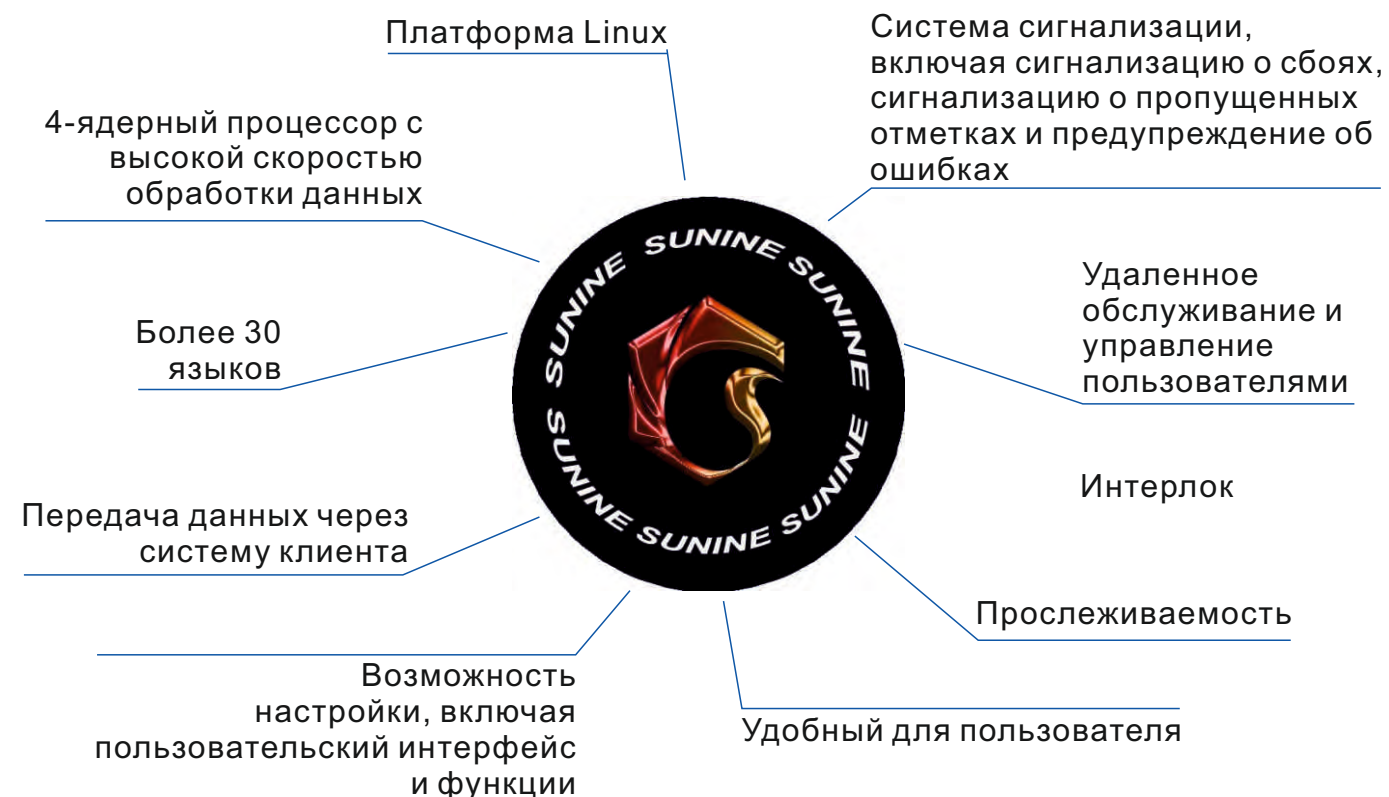 Платформа Linux
Система сигнализации,
включая сигнализацию о сбоях,
сигнализацию о пропущенных
отметках и предупреждение об
ошибках
4-ядерный процессор с
высокой скоростью
обработки данных
Удаленное
обслуживание и
управление
пользователями
Более 30
языков
SUNINE SUNINE SUNINE
SUNINE SUNINE SUNINE
Интерлок
Передача данных через
систему клиента
Прослеживаемость
Возможность
настройки, включая
пользовательский интерфейс
и функции
Удобный для пользователя